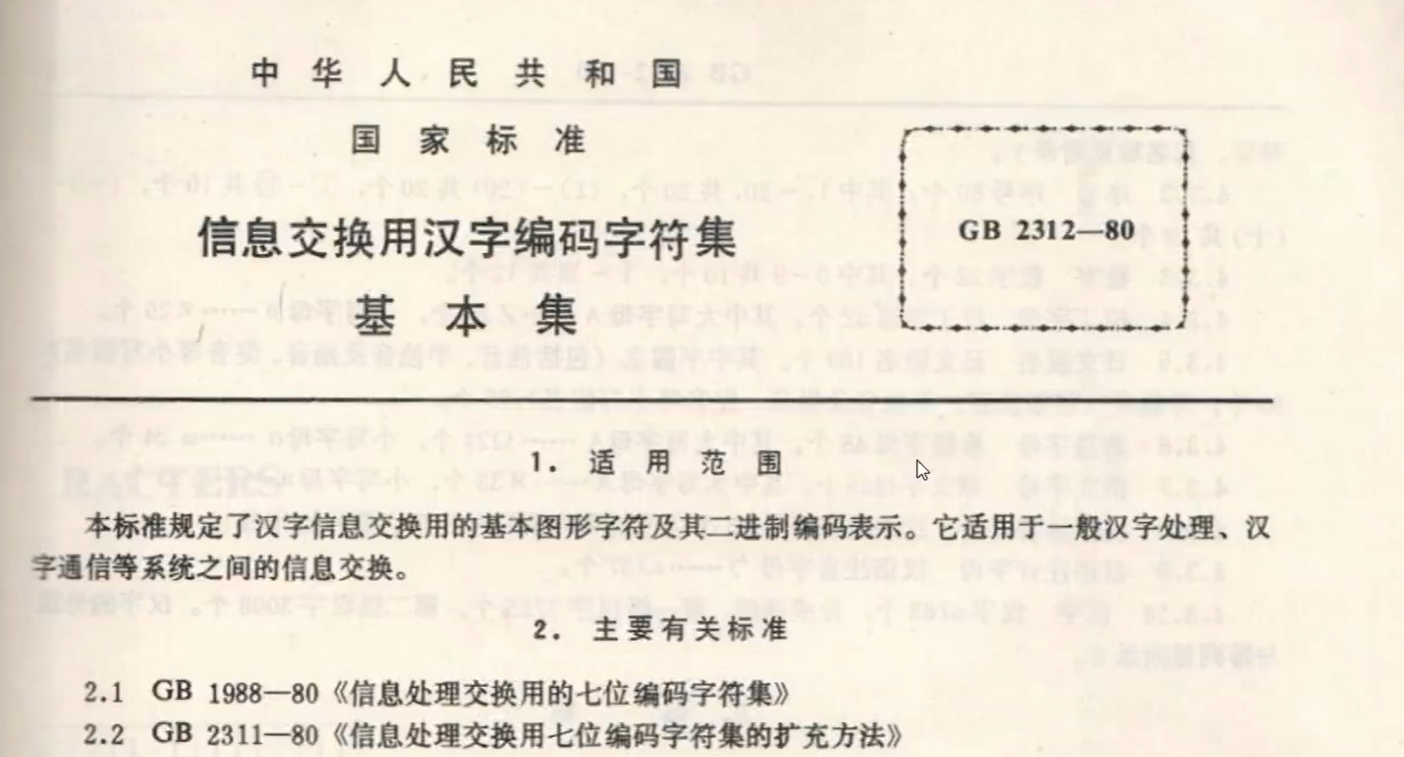 中华人民共和国
国家标准
信息交换用汉字编码字符集
基本集
GB 2312—80
1. 适用范围
本标准规定了汉字信息交换用的基本图形字符及其二进制编码表示。它适用于一般汉字处理、汉
字通信等系统之间的信息交换。
2. 主要有关标准
2.1 GB 1988—80《信息处理交换用的七位编码字符集》
2.2 GB 2311—80《信息处理交换用七位编码字符集的扩充方法》